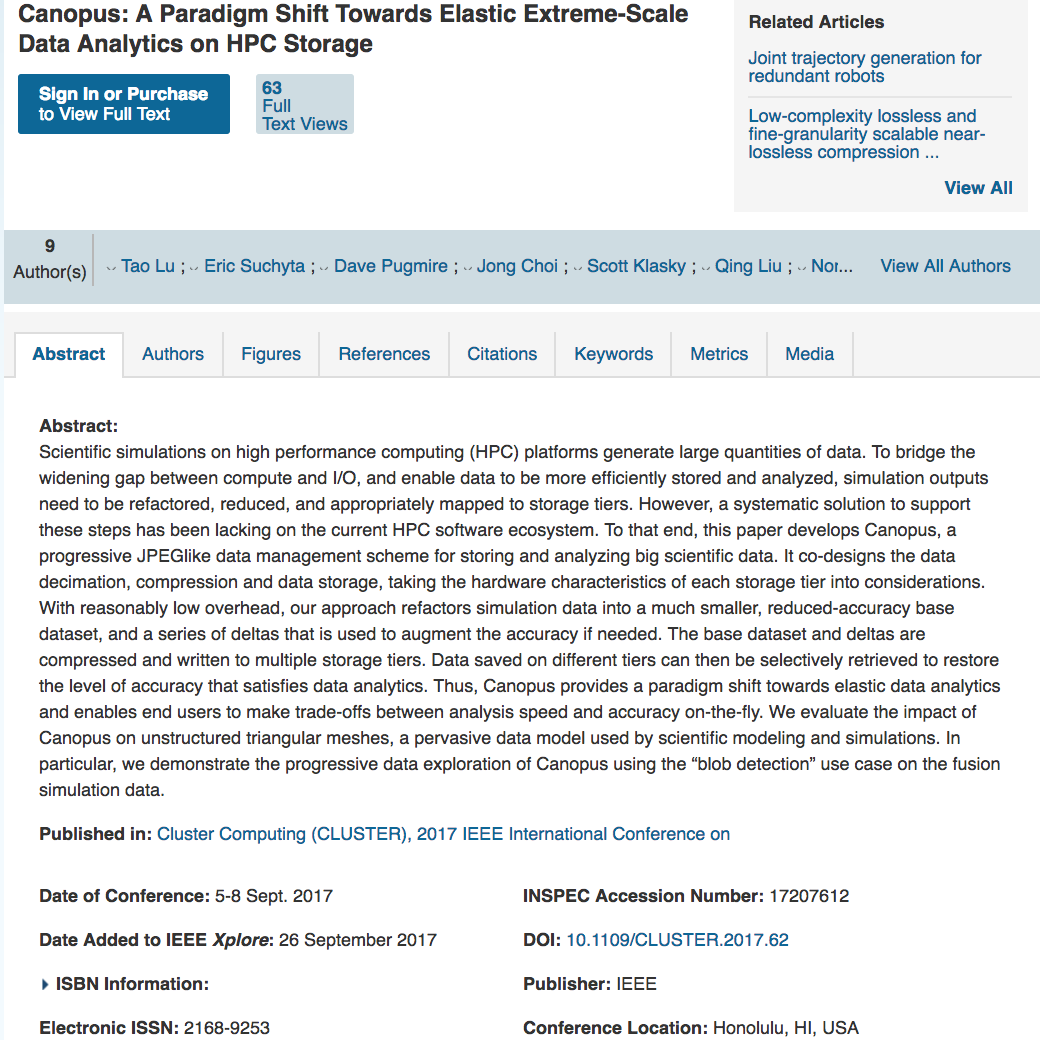 Canopus: A Paradigm Shift Towards Elastic Extreme-Scale
Data Analytics on HPC Storage
Sign In or Purchase
to View Full Text
63
Full
Text Views
Related Articles
Joint trajectory generation for
redundant robots
Low-complexity lossless and
fine-granularity scalable near-
lossless compression ...
View All
9
Author(s)
Tao Lu ; Eric Suchyta ; Dave Pugmire ; Jong Choi ; Scott Klasky ; Qing Liu ; Nor... View All Authors
Abstract Authors Figures References Citations Keywords Metrics Media
Abstract:
Scientific simulations on high performance computing (HPC) platforms generate large quantities of data. To bridge the
widening gap between compute and I/O, and enable data to be more efficiently stored and analyzed, simulation outputs
need to be refactored, reduced, and appropriately mapped to storage tiers. However, a systematic solution to support
these steps has been lacking on the current HPC software ecosystem. To that end, this paper develops Canopus, a
progressive JPEGlike data management scheme for storing and analyzing big scientific data. It co-designs the data
decimation, compression and data storage, taking the hardware characteristics of each storage tier into considerations.
With reasonably low overhead, our approach refactors simulation data into a much smaller, reduced-accuracy base
dataset, and a series of deltas that is used to augment the accuracy if needed. The base dataset and deltas are
compressed and written to multiple storage tiers. Data saved on different tiers can then be selectively retrieved to restore
the level of accuracy that satisfies data analytics. Thus, Canopus provides a paradigm shift towards elastic data analytics
and enables end users to make trade-offs between analysis speed and accuracy on-the-fly. We evaluate the impact of
Canopus on unstructured triangular meshes, a pervasive data model used by scientific modeling and simulations. In
particular, we demonstrate the progressive data exploration of Canopus using the “blob detection” use case on the fusion
simulation data.
Published in: Cluster Computing (CLUSTER), 2017 IEEE International Conference on
Date of Conference: 5-8 Sept. 2017
INSPEC Accession Number: 17207612
Date Added to IEEE Xplore: 26 September 2017
DOI: 10.1109/CLUSTER.2017.62
ISBN Information:
Publisher: IEEE
Electronic ISSN: 2168-9253
Conference Location: Honolulu, HI, USA